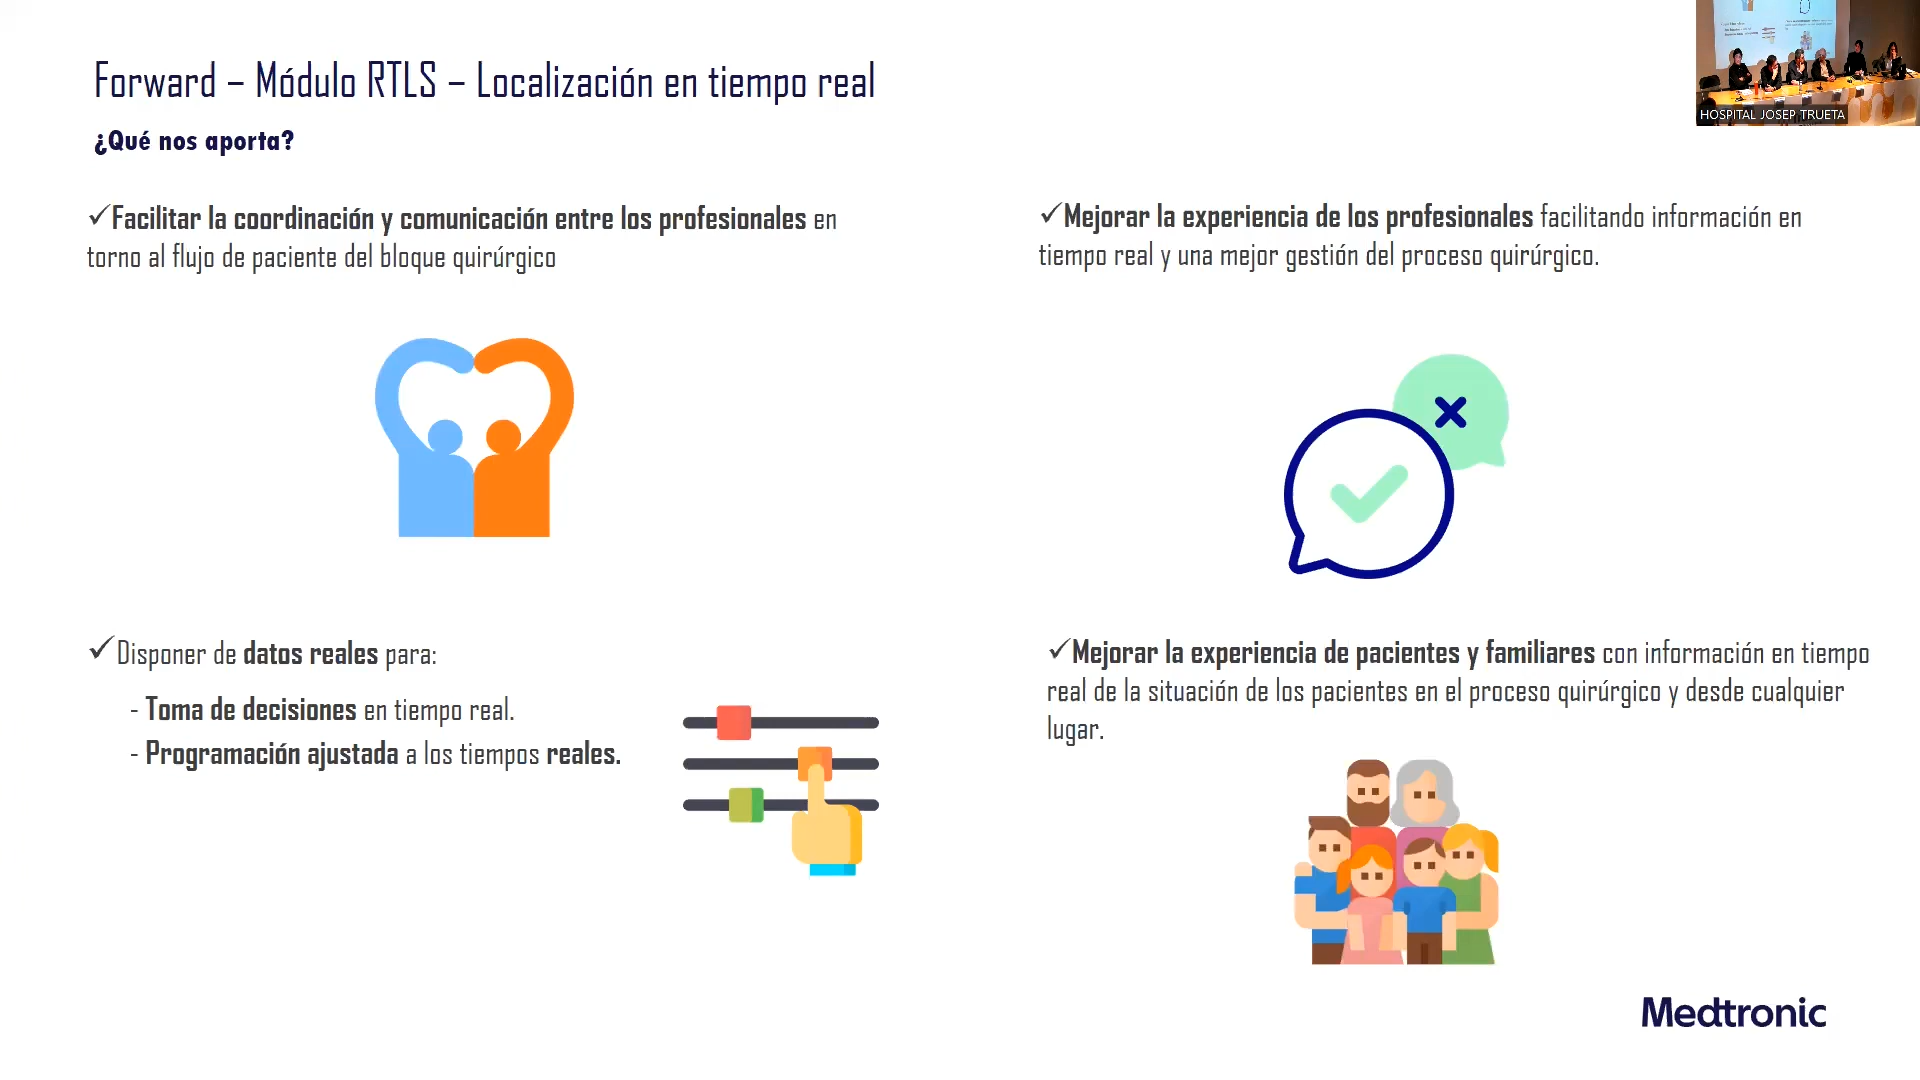 Forward – Módulo RTLS – Localización en tiempo real
¿Qué nos aporta?
✓Facilitar la coordinación y comunicación entre los profesionales en
torno al flujo de paciente del bloque quirúrgico
✓Mejorar la experiencia de los profesionales facilitando información en
tiempo real y una mejor gestión del proceso quirúrgico.
✓Disponer de datos reales para:
- Toma de decisiones en tiempo real.
- Programación ajustada a los tiempos reales.
✓Mejorar la experiencia de pacientes y familiares con información en tiempo
real de la situación de los pacientes en el proceso quirúrgico y desde cualquier
lugar.
HOSPITAL JOSEP TRUETA
Medtronic